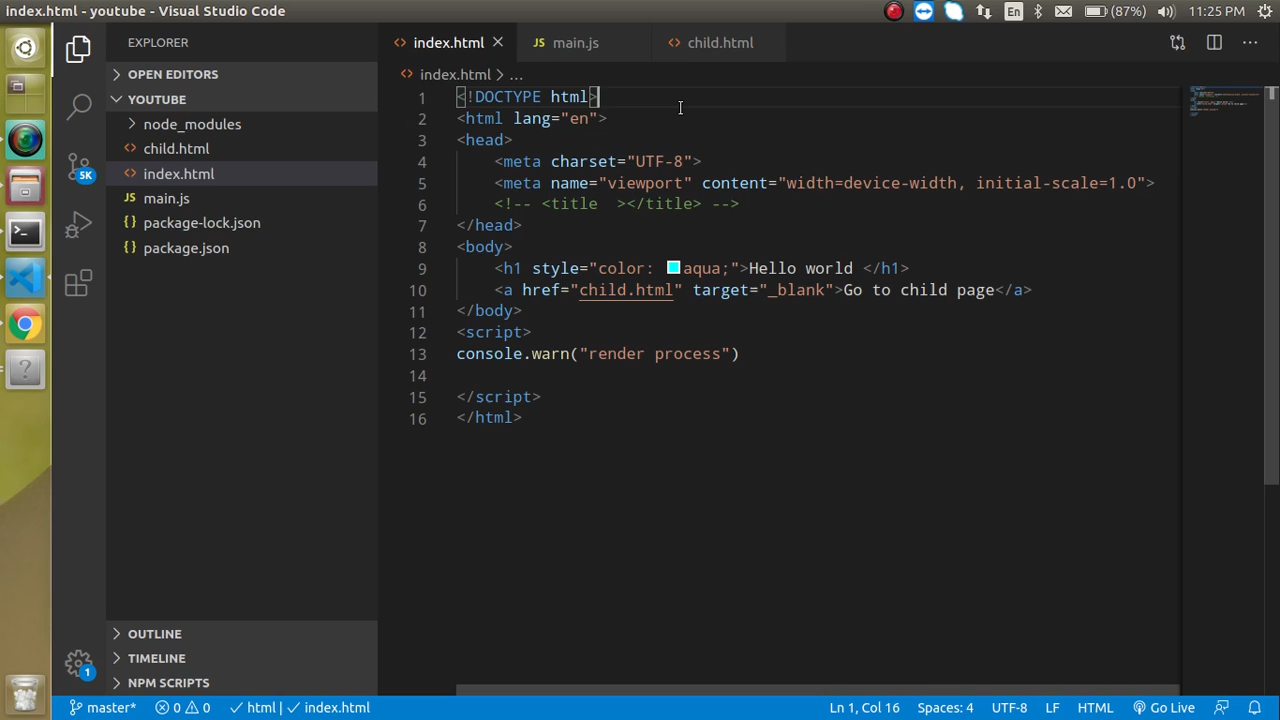 index.html - youtube - Visual Studio Code
En
(87%)
11:25 PM
EXPLORER
OPEN EDITORS
YOUTUBE
node_modules
child.html
index.html
main.js
package-lock.json
package.json
5K
OUTLINE
TIMELINE
NPM SCRIPTS
1
index.html
JS main.js
child.html
index.html > ...
1 <!DOCTYPE html>
2 <html lang="en">
3 <head>
4 <meta charset="UTF-8">
5 <meta name="viewport" content="width=device-width, initial-scale=1.0">
6 <!-- <title  ></title> -->
7 </head>
8 <body>
9 <h1 style="color: aqua;">Hello world </h1>
10 <a href="child.html" target="_blank">Go to child page</a>
11 </body>
12 <script>
13 console.warn("render process")
14
15 </script>
16 </html>
master* 0 0 html | index.html Ln 1, Col 16 Spaces: 4 UTF-8 LF HTML Go Live